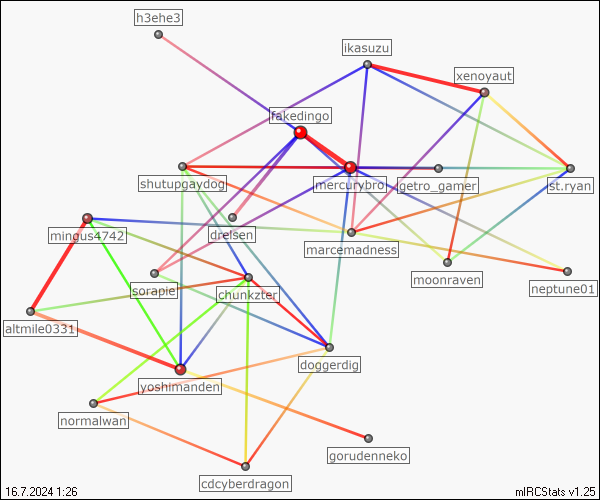 h3ehe3
ikasuzu
xenoyaut
fakedingo
shutupgaydog
mercurybro
getro_gamer
st.ryan
mingus4742
drelsen
marcemadness
moonraven
neptune01
sorapie
chunkzter
altmile0331
doggerdig
yoshimanden
normalwan
gorudenneko
cdcyberdragon
16.7.2024 1:26
mIRCStats v1.25